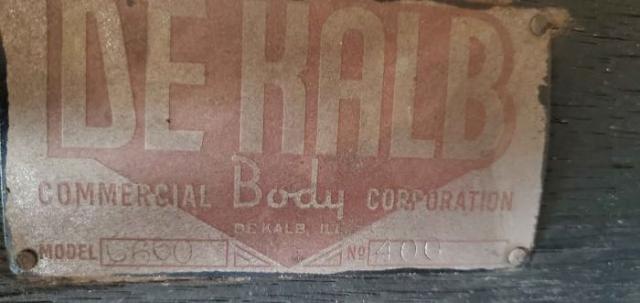 DE KALB
COMMERCIAL Body CORPORATION
DE KALB, ILL.
MODEL Nº 400